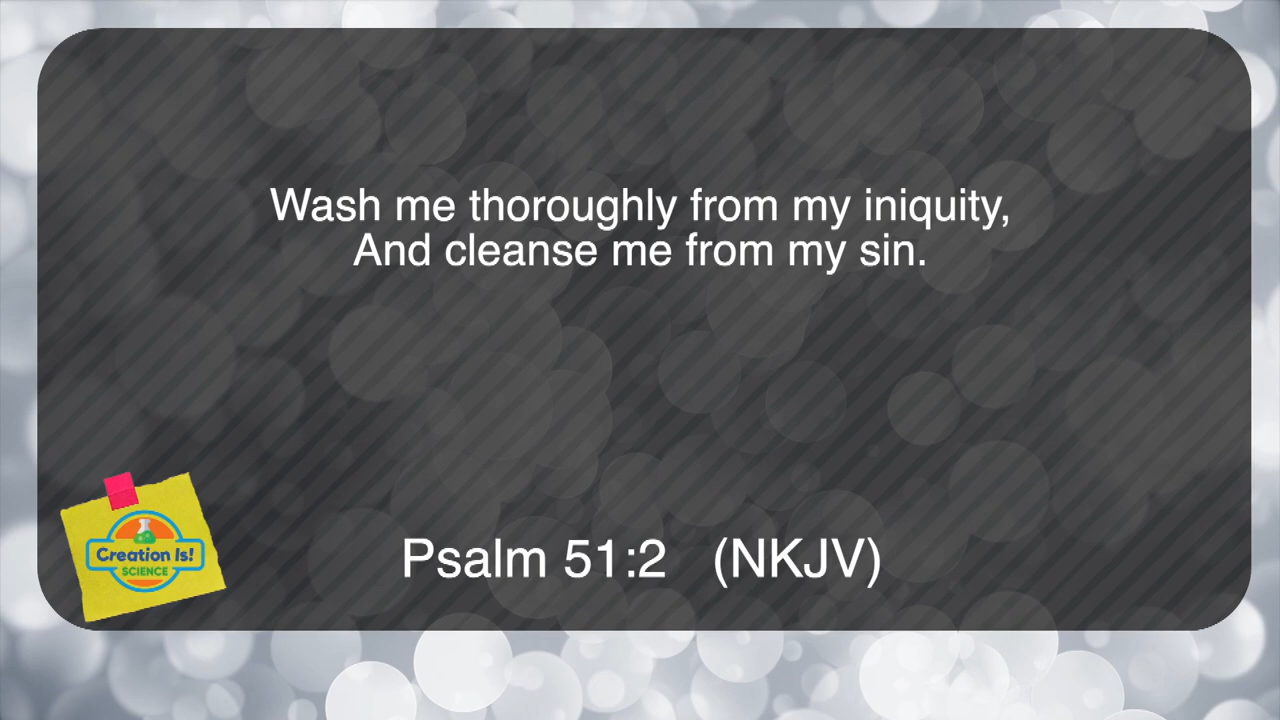 Wash me thoroughly from my iniquity,
And cleanse me from my sin.
Creation Is!
SCIENCE
Psalm 51:2 (NKJV)